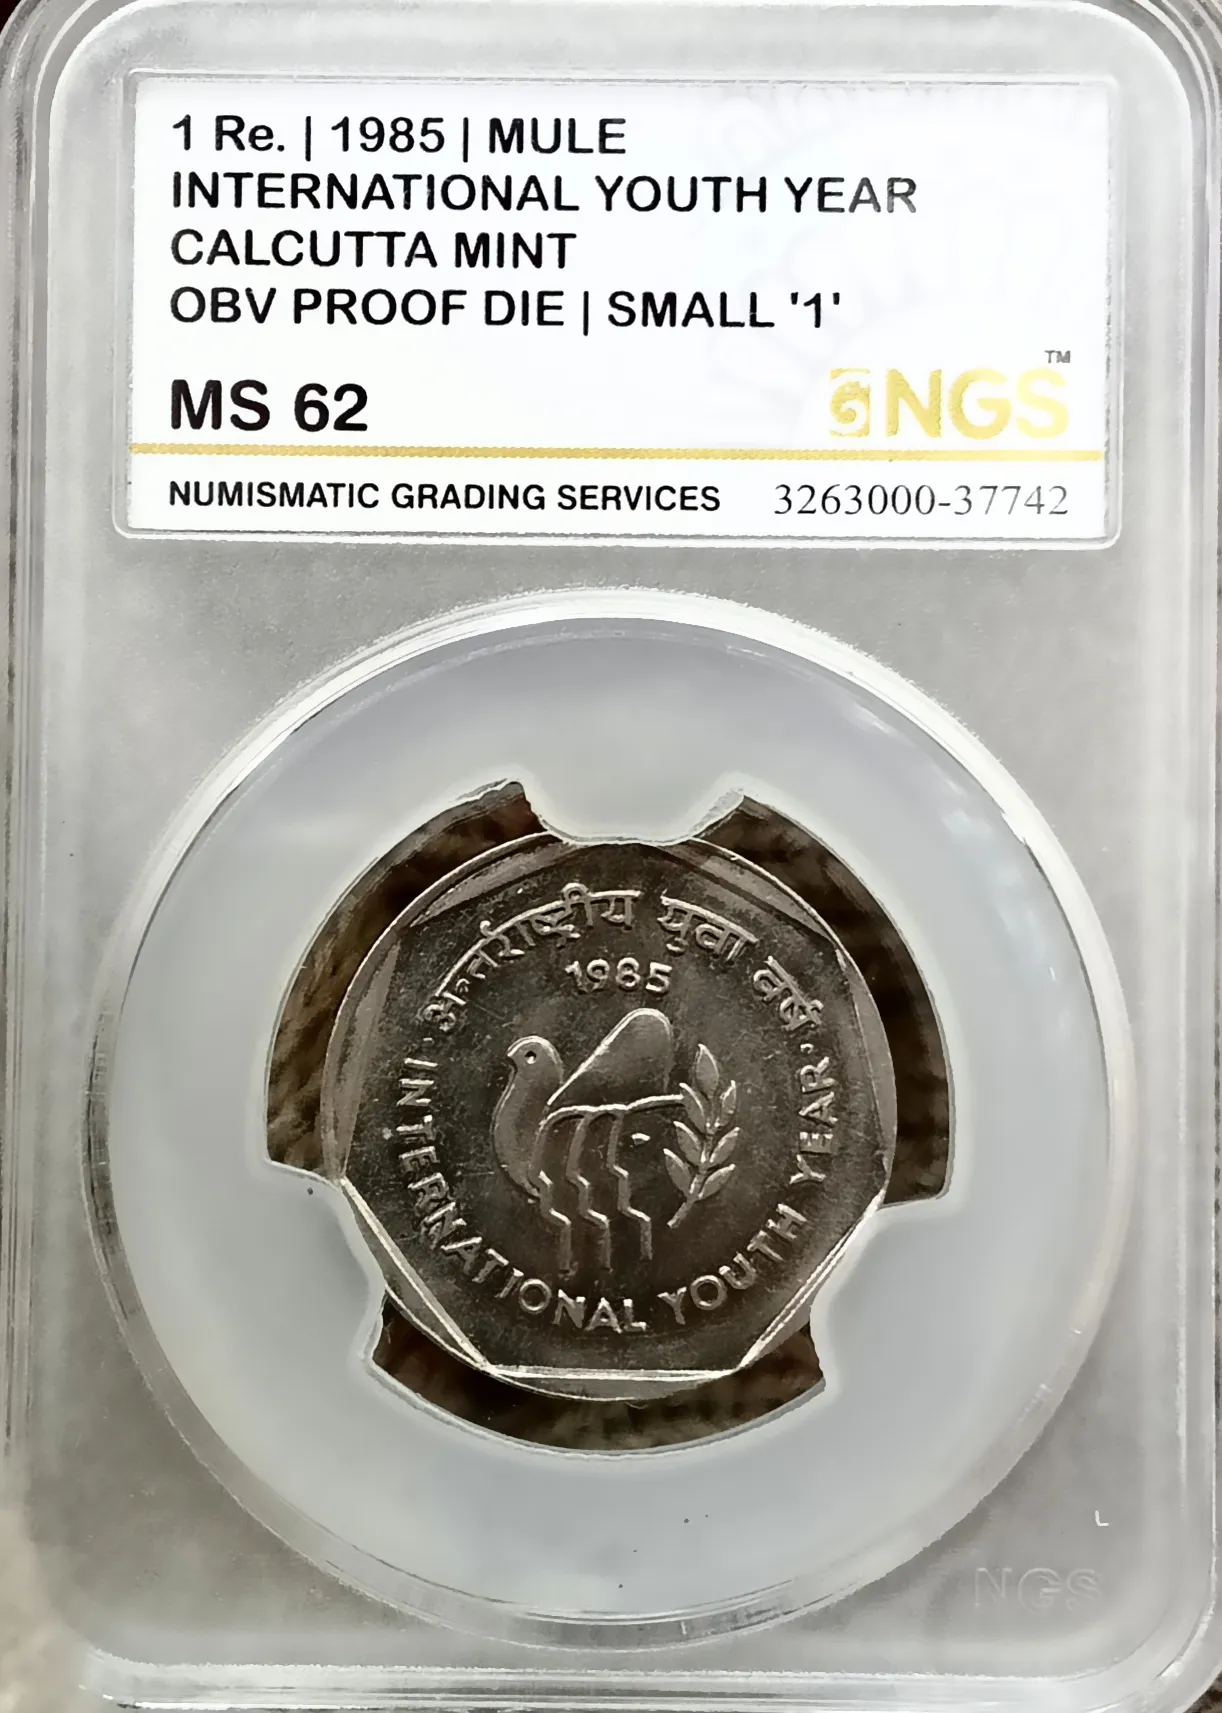 1 Re. | 1985 | MULE
INTERNATIONAL YOUTH YEAR
CALCUTTA MINT
OBV PROOF DIE | SMALL '1'
MS 62
NGS™
NUMISMATIC GRADING SERVICES 3263000-37742
अन्तर्राष्ट्रीय युवा वर्ष
1985
INTERNATIONAL YOUTH YEAR
NGS